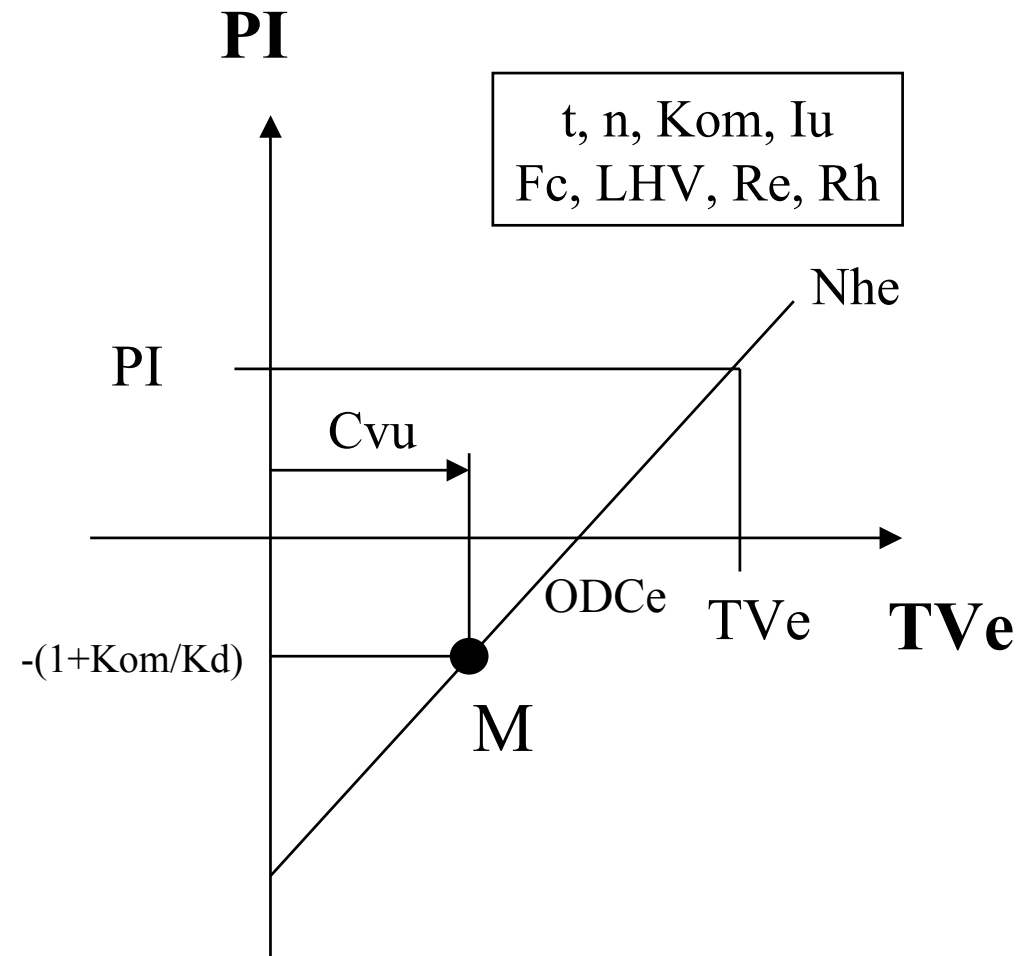 PI
t, n, Kom, Iu
Fc, LHV, Re, Rh
Nhe
PI
Cvu
ODCe
TVe
TVe
-(1+Kom/Kd)
M